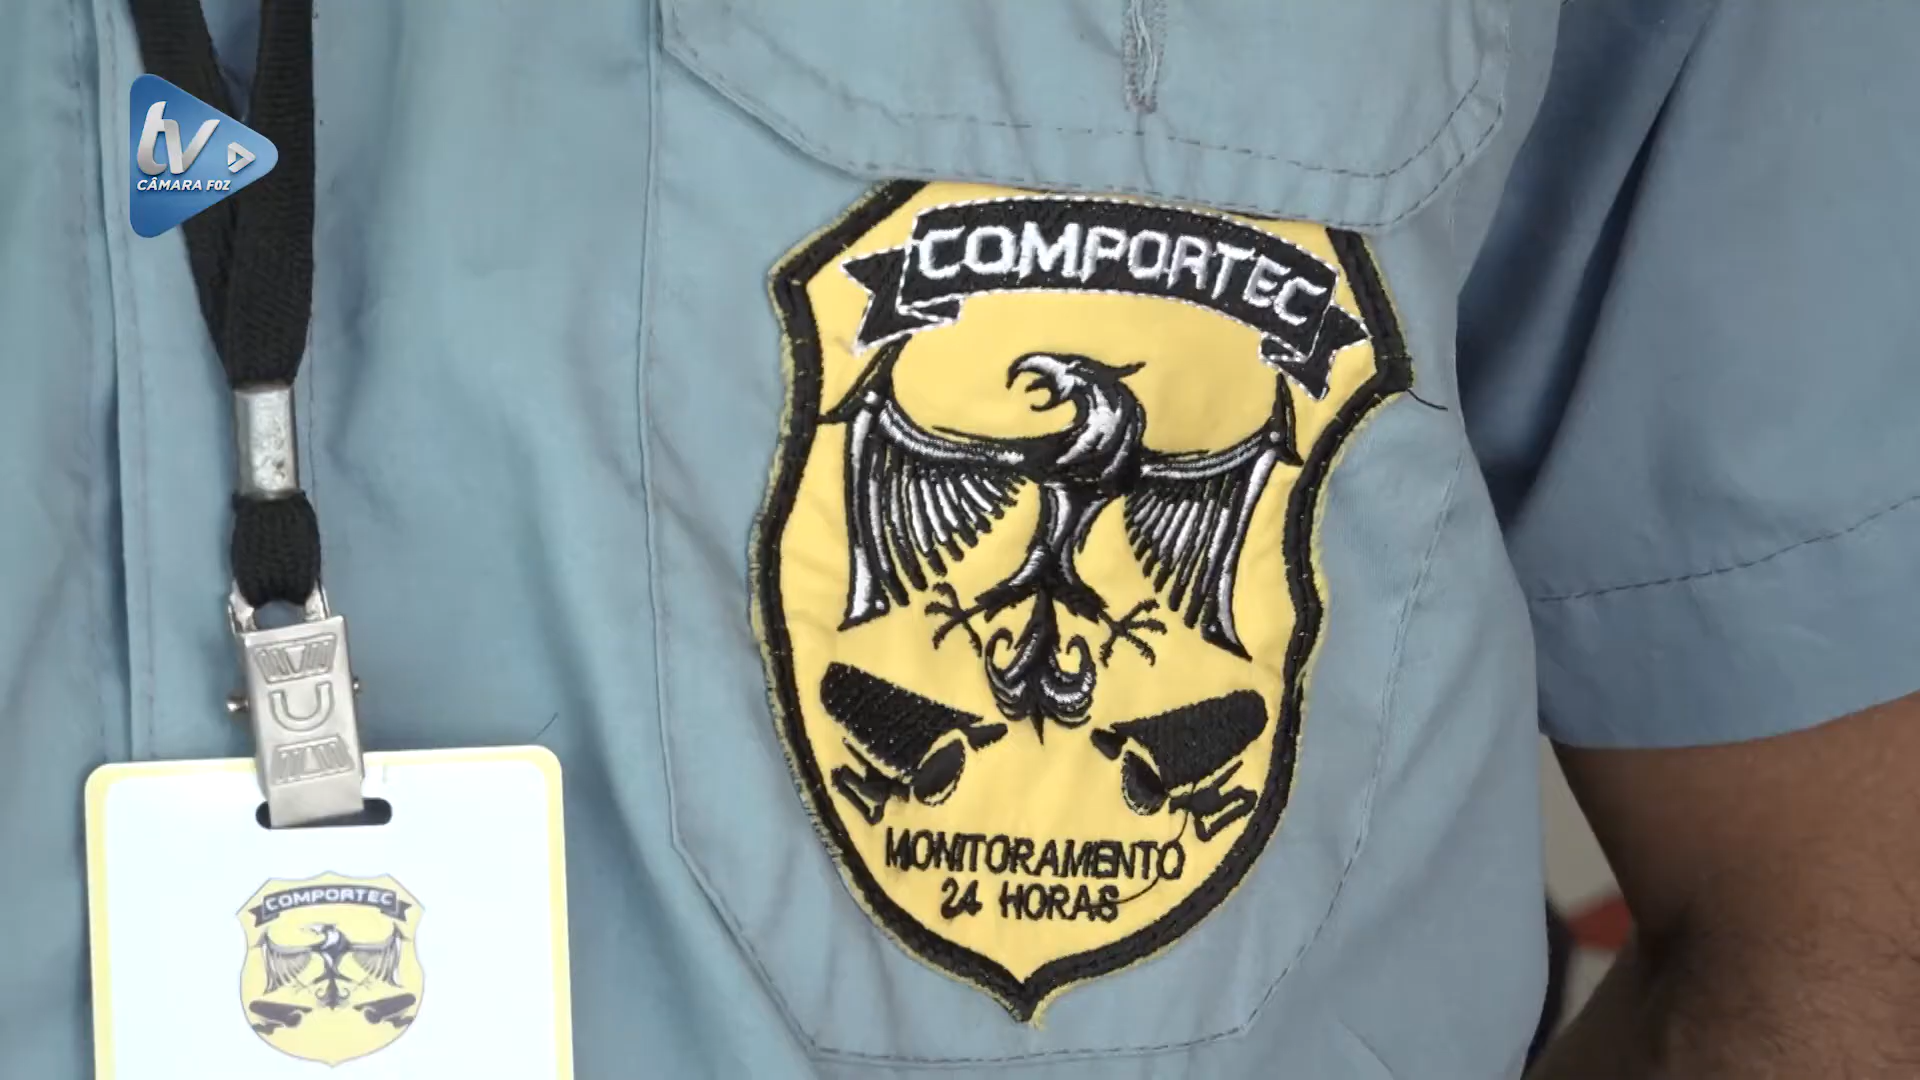 tv
CÂMARA FOZ
COMPORTEC
MONITORAMENTO
24 HORAS
COMPORTEC